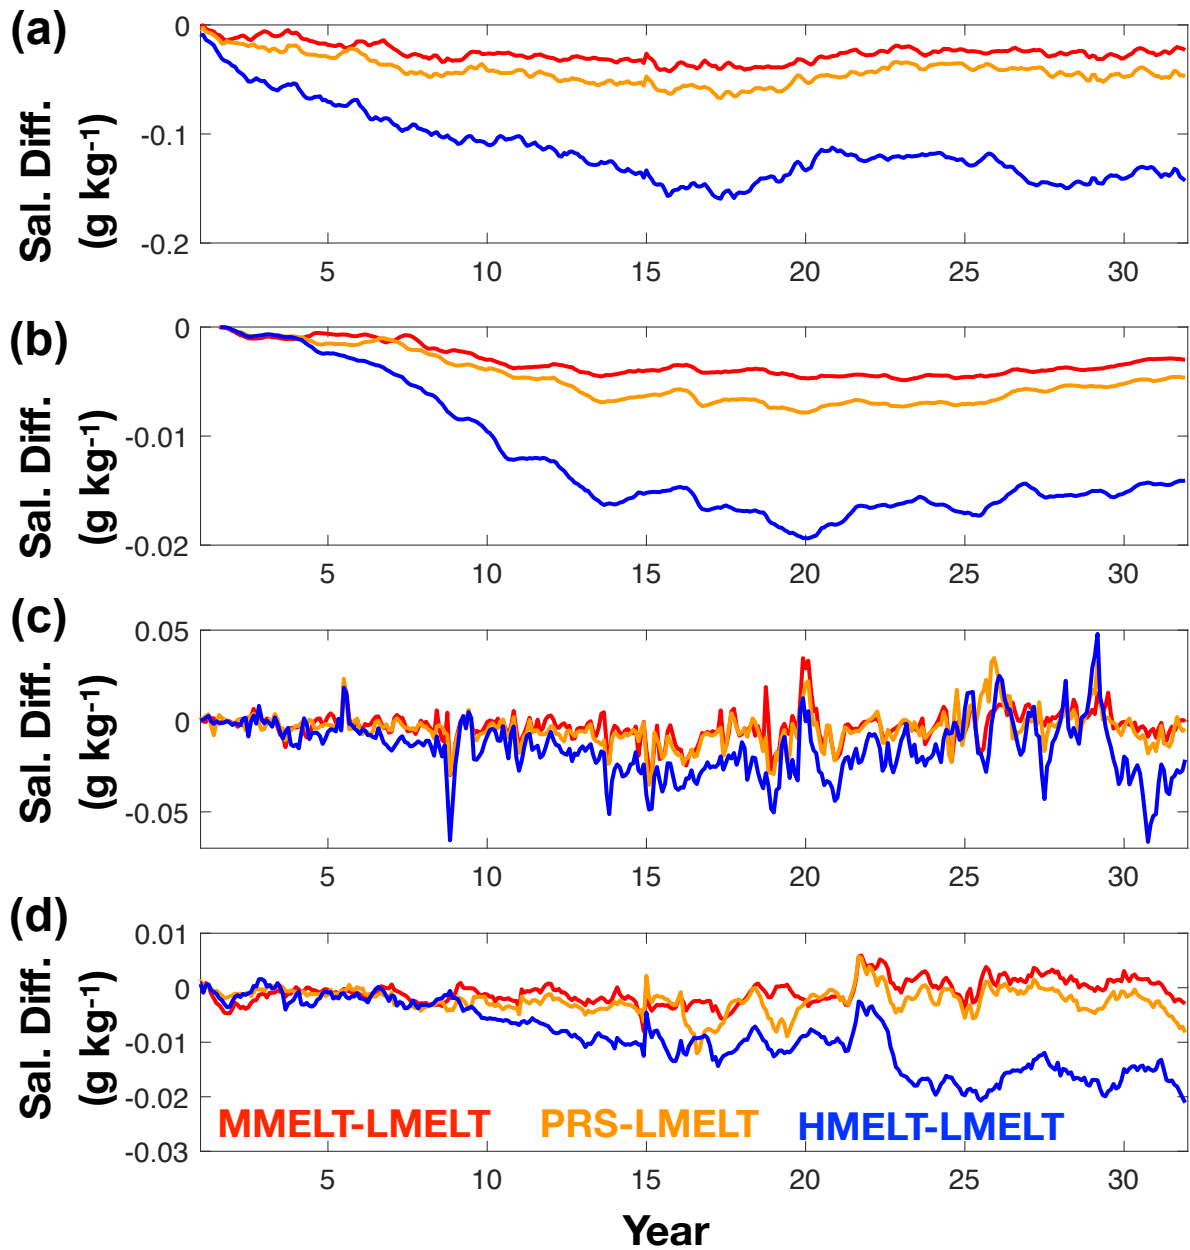 (a)
Sal. Diff.
(g kg-1)
0
-0.1
-0.2
5 10 15 20 25 30
(b)
Sal. Diff.
(g kg-1)
0
-0.01
-0.02
5 10 15 20 25 30
(c)
Sal. Diff.
(g kg-1)
0.05
0
-0.05
5 10 15 20 25 30
(d)
Sal. Diff.
(g kg-1)
0.01
0
-0.01
-0.02
-0.03
MMELT-LMELT PRS-LMELT HMELT-LMELT
5 10 15 20 25 30
Year